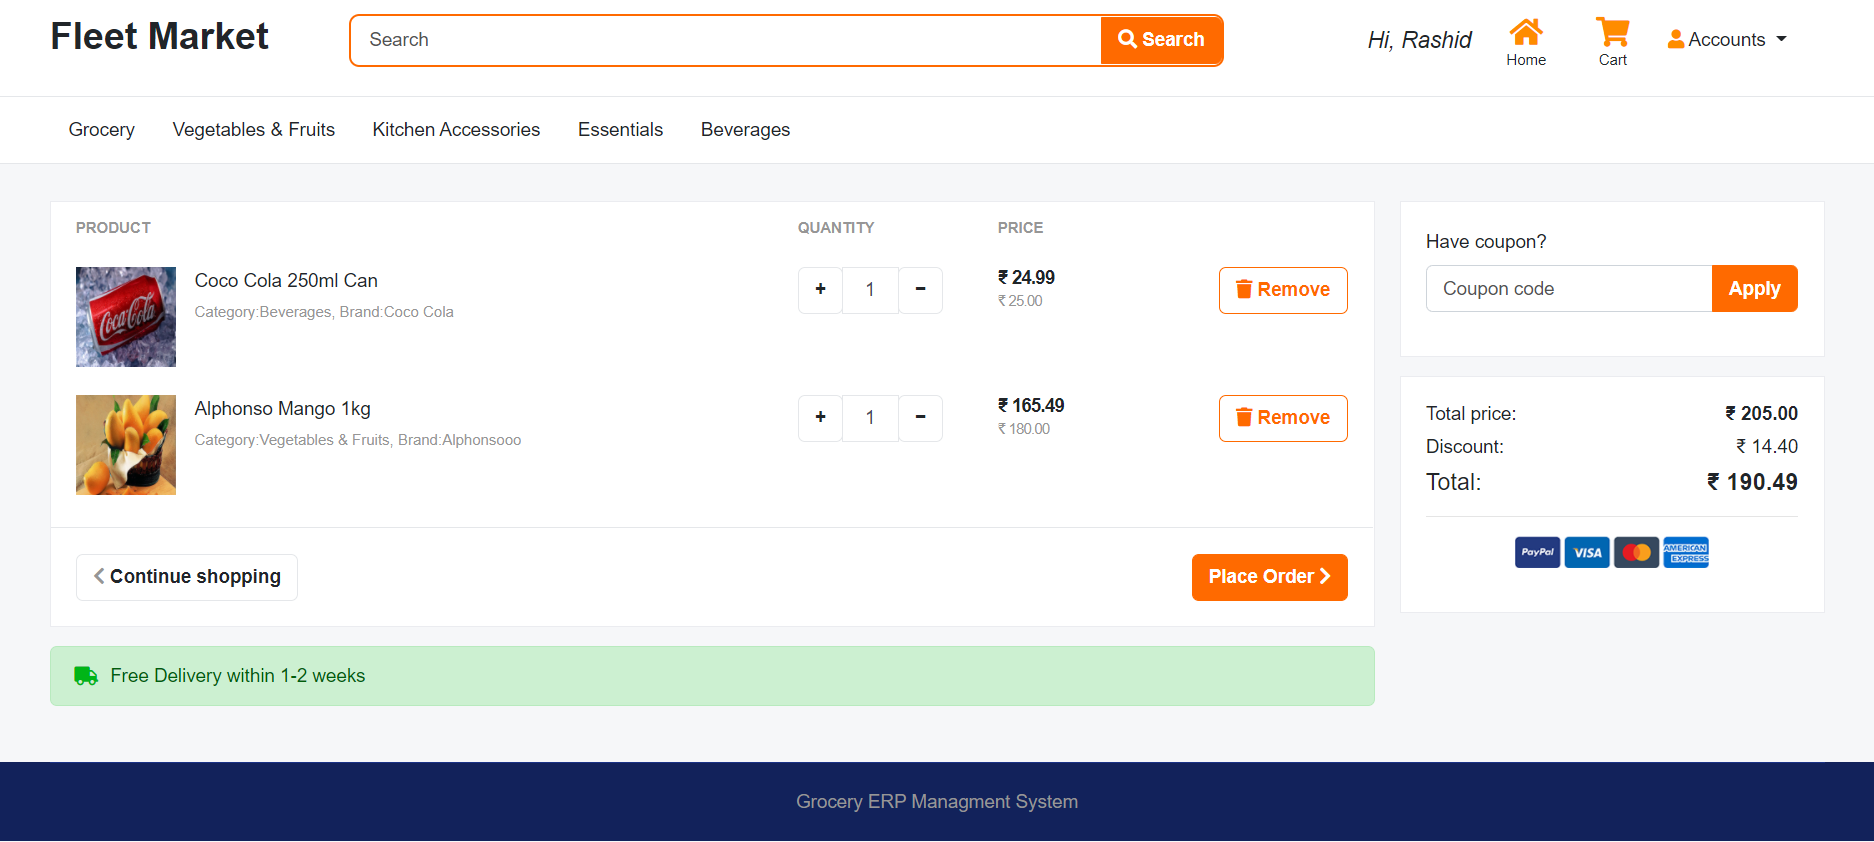 Fleet Market
Search
Search
Hi, Rashid
Home
Cart
Accounts
Grocery
Vegetables & Fruits
Kitchen Accessories
Essentials
Beverages
PRODUCT
QUANTITY
PRICE
Coca-Cola
Coco Cola 250ml Can
Category:Beverages, Brand:Coco Cola
+ 1 -
₹ 24.99
₹ 25.00
Remove
Alphonso Mango 1kg
Category:Vegetables & Fruits, Brand:Alphonsooo
+ 1 -
₹ 165.49
₹ 180.00
Remove
Continue shopping
Place Order
Free Delivery within 1-2 weeks
Have coupon?
Coupon code
Apply
Total price: ₹ 205.00
Discount: ₹ 14.40
Total: ₹ 190.49
PayPal
VISA
AMERICAN
EXPRESS
Grocery ERP Managment System